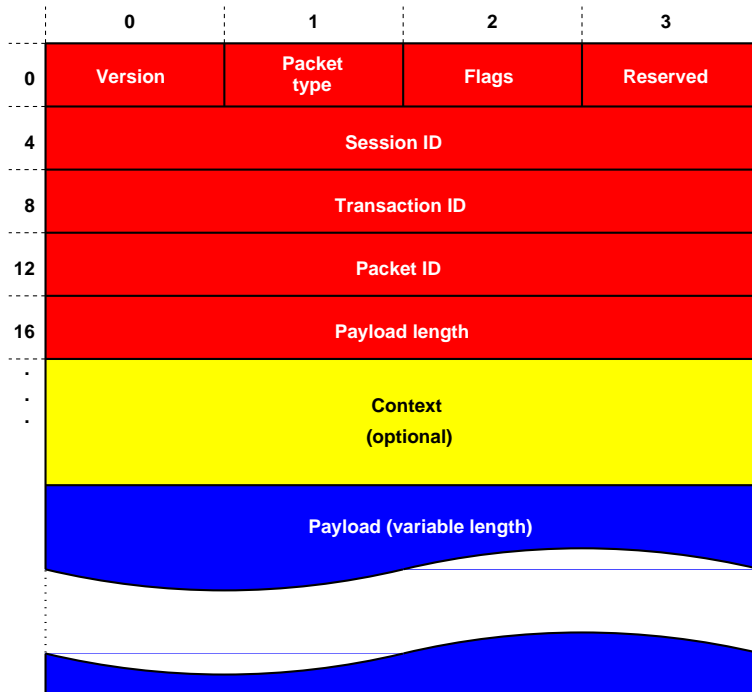 0 1 2 3
0 Version Packet type Flags Reserved
4 Session ID
8 Transaction ID
12 Packet ID
16 Payload length
.
.
.
Context
(optional)
Payload (variable length)